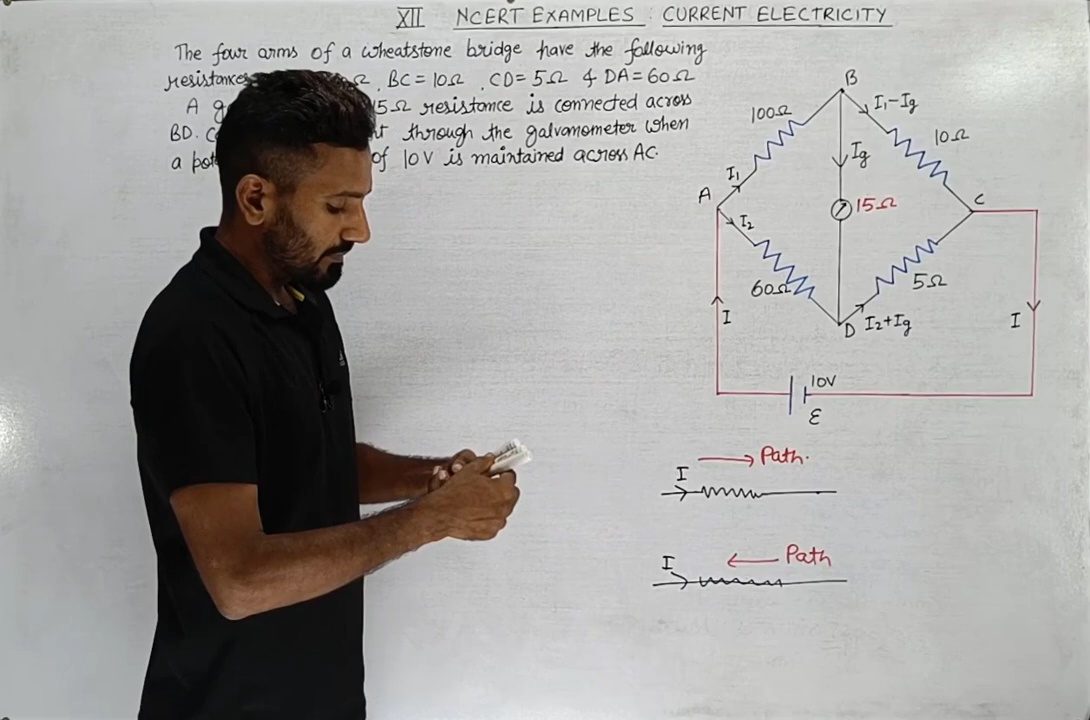 XII NCERT EXAMPLES : CURRENT ELECTRICITY
The four arms of a wheatstone bridge have the following
resistances Ω, BC = 10Ω, CD = 5Ω & DA = 60Ω
A 15Ω resistance is connected across
BD. through the galvanometer when
a of 10V is maintained across AC.
B
100Ω
I₁-Ig
10Ω
I₁
Ig
A
15Ω
C
I₂
60Ω
5Ω
D I₂+Ig
I
I
10V
ε
Path.
I
Path
I